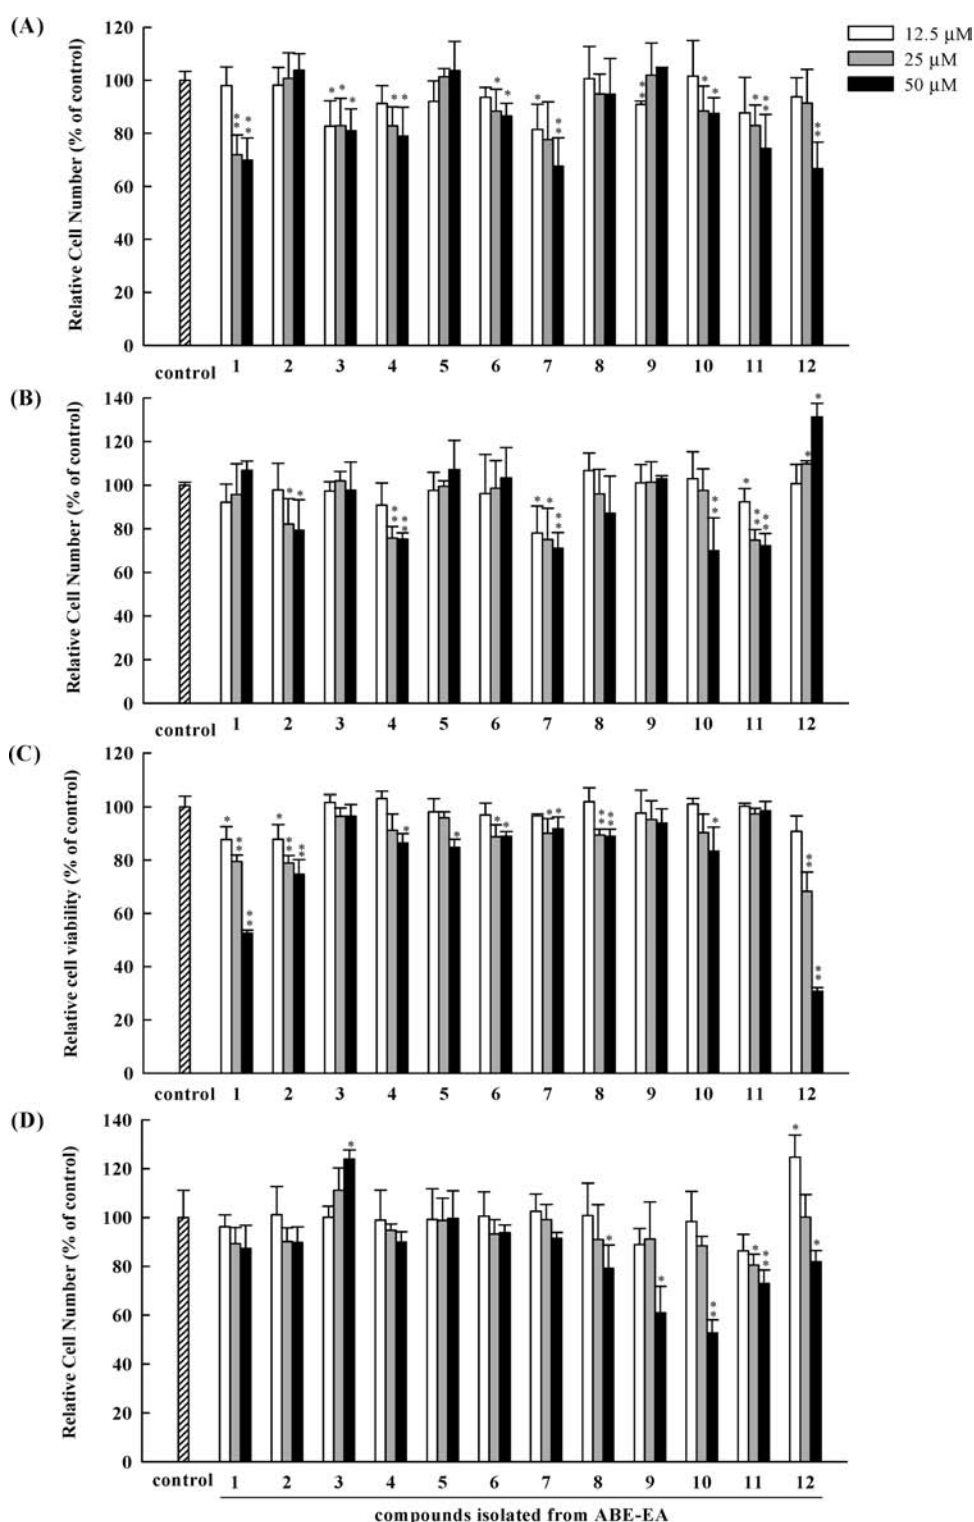 (A)
12.5 μM
25 μM
50 μM
Relative Cell Number (% of control)
120
100
80
60
40
20
0
control 1 2 3 4 5 6 7 8 9 10 11 12
(B)
Relative Cell Number (% of control)
140
120
100
80
60
40
20
0
control 1 2 3 4 5 6 7 8 9 10 11 12
(C)
Relative cell viability (% of control)
120
100
80
60
40
20
0
control 1 2 3 4 5 6 7 8 9 10 11 12
(D)
Relative Cell Number (% of control)
140
120
100
80
60
40
20
0
control 1 2 3 4 5 6 7 8 9 10 11 12
compounds isolated from ABE-EA